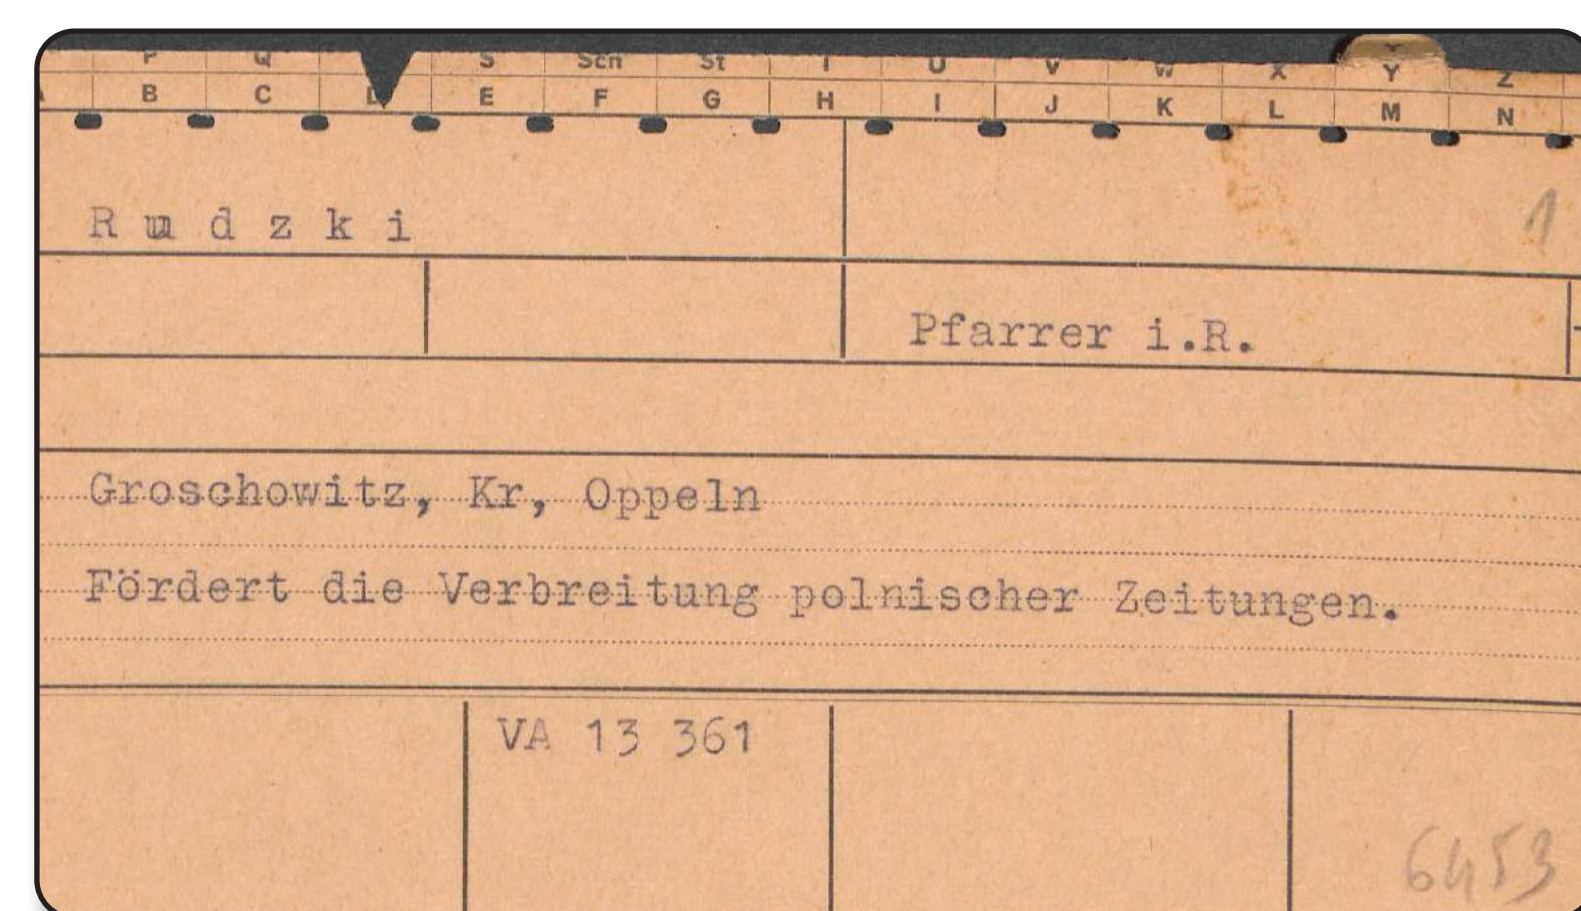 P Q S Sch St T U V W X Y Z
B C D E F G H I J K L M N
Rudzki
1
Pfarrer i.R.
Groschowitz, Kr, Oppeln
Fördert die Verbreitung polnischer Zeitungen.
VA 13 361
6453